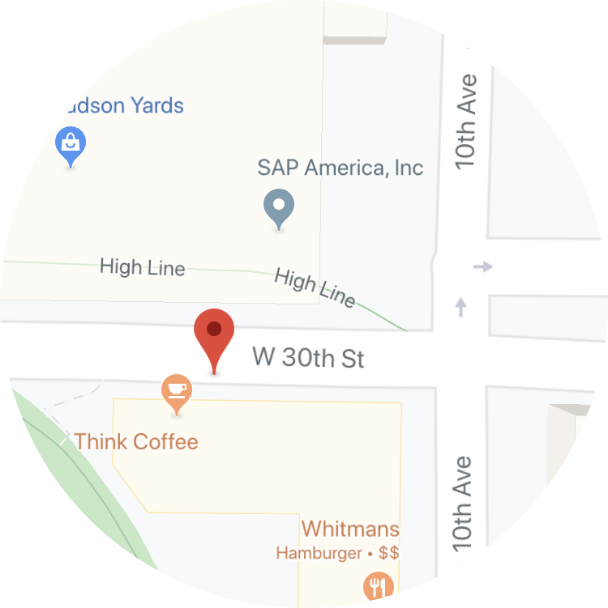 udson Yards
10th Ave
SAP America, Inc
High Line
High Line
W 30th St
Think Coffee
10th Ave
Whitmans
Hamburger • $$